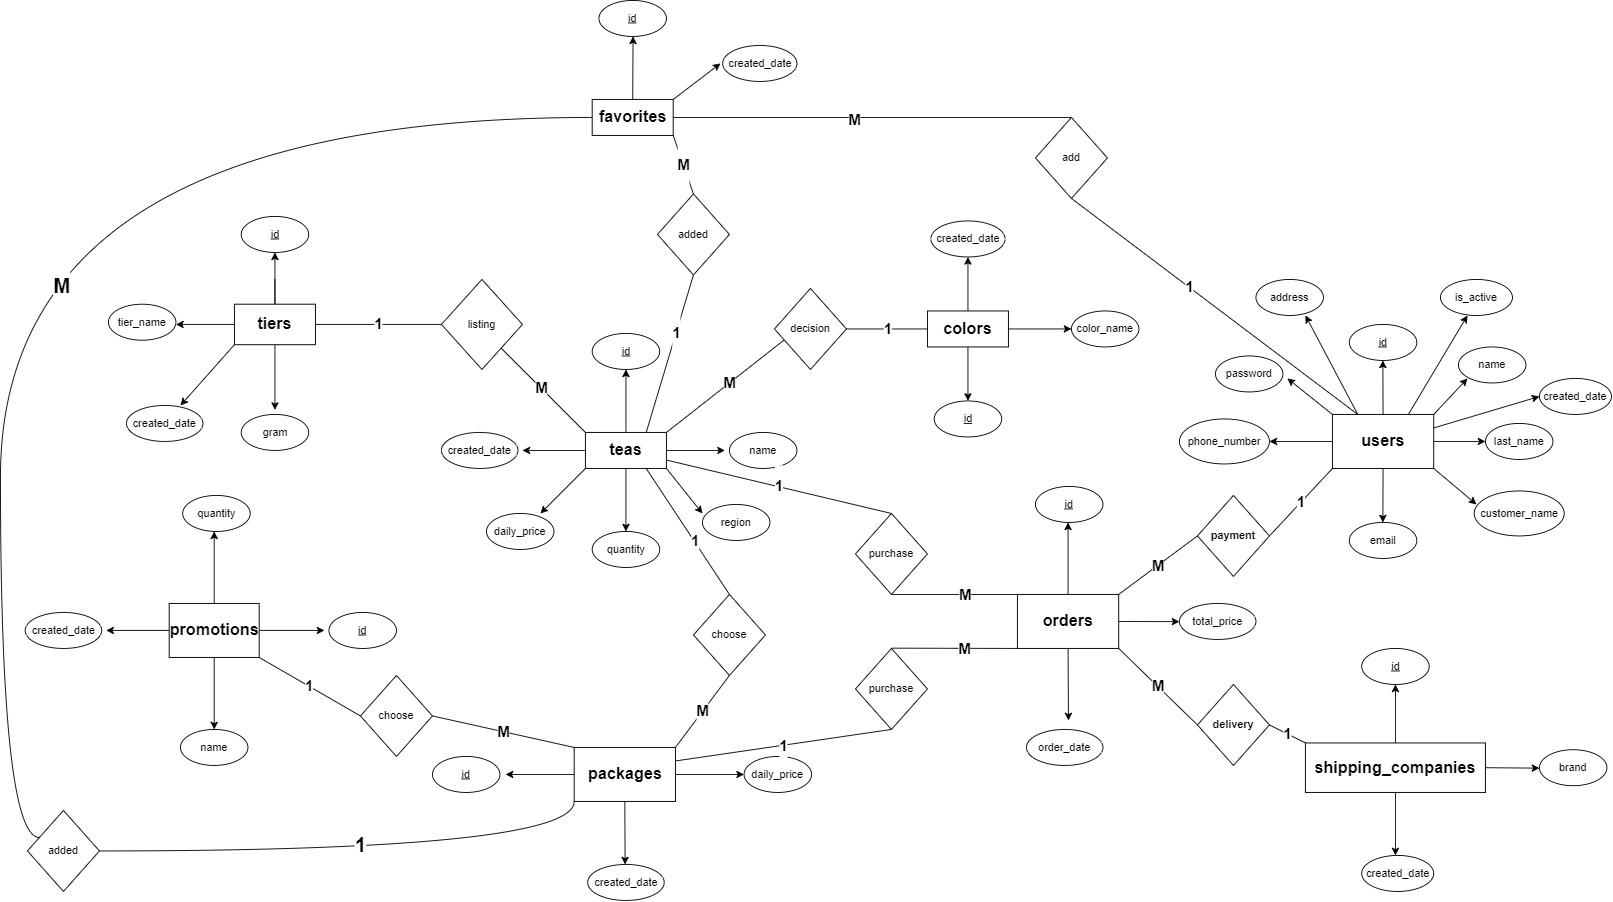 id
created_date
favorites
M
add
M
added
id
created_date
M
tiers
listing
decision
colors
tier_name
1
1
color_name
1
1
address
is_active
id
id
name
password
M
M
created_date
created_date
gram
id
created_date
teas
name
phone_number
users
last_name
1
1
daily_price
quantity
region
id
customer_name
quantity
1
payment
email
purchase
M
M
created_date
promotions
id
choose
orders
total_price
M
1
M
purchase
M
choose
M
delivery
id
M
1
1
name
order_date
id
packages
daily_price
shipping_companies
brand
added
1
created_date
created_date